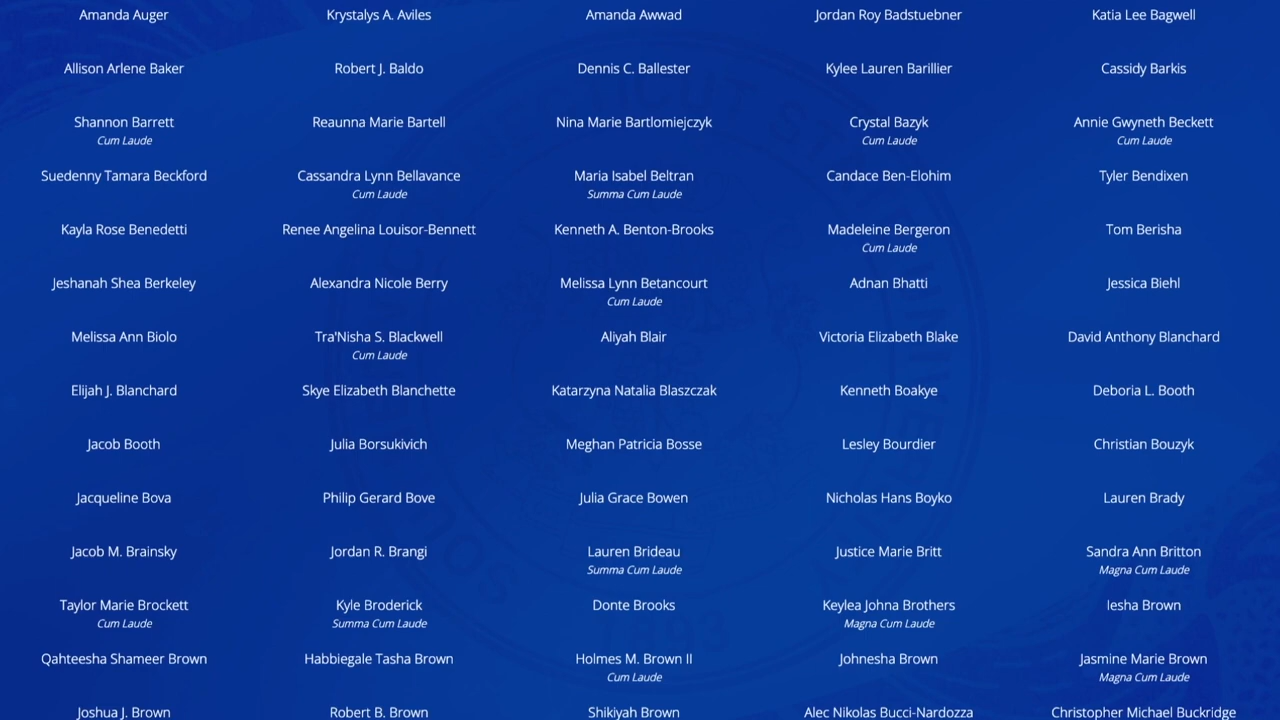 Amanda Auger Krystalys A. Aviles Amanda Awwad Jordan Roy Badstuebner Katia Lee Bagwell
Allison Arlene Baker Robert J. Baldo Dennis C. Ballester Kylee Lauren Barillier Cassidy Barkis
Shannon Barrett Reaunna Marie Bartell Nina Marie Bartlomiejczyk Crystal Bazyk Annie Gwyneth Beckett
Cum Laude Cum Laude Cum Laude
Suedenny Tamara Beckford Cassandra Lynn Bellavance Maria Isabel Beltran Candace Ben-Elohim Tyler Bendixen
Cum Laude Summa Cum Laude
Kayla Rose Benedetti Renee Angelina Louisor-Bennett Kenneth A. Benton-Brooks Madeleine Bergeron Tom Berisha
Cum Laude
Jeshanah Shea Berkeley Alexandra Nicole Berry Melissa Lynn Betancourt Adnan Bhatti Jessica Biehl
Cum Laude
Melissa Ann Biolo Tra'Nisha S. Blackwell Aliyah Blair Victoria Elizabeth Blake David Anthony Blanchard
Cum Laude
Elijah J. Blanchard Skye Elizabeth Blanchette Katarzyna Natalia Blaszczak Kenneth Boakye Deboria L. Booth
Jacob Booth Julia Borsukivich Meghan Patricia Bosse Lesley Bourdier Christian Bouzyk
Jacqueline Bova Philip Gerard Bove Julia Grace Bowen Nicholas Hans Boyko Lauren Brady
Jacob M. Brainsky Jordan R. Brangi Lauren Brideau Justice Marie Britt Sandra Ann Britton
Summa Cum Laude Magna Cum Laude
Taylor Marie Brockett Kyle Broderick Donte Brooks Keylea Johna Brothers Iesha Brown
Cum Laude Summa Cum Laude Magna Cum Laude
Qahteesha Shameer Brown Habbiegale Tasha Brown Holmes M. Brown II Johnesha Brown Jasmine Marie Brown
Cum Laude Magna Cum Laude
Joshua J. Brown Robert B. Brown Shikiyah Brown Alec Nikolas Bucci-Nardozza Christopher Michael Buckridge